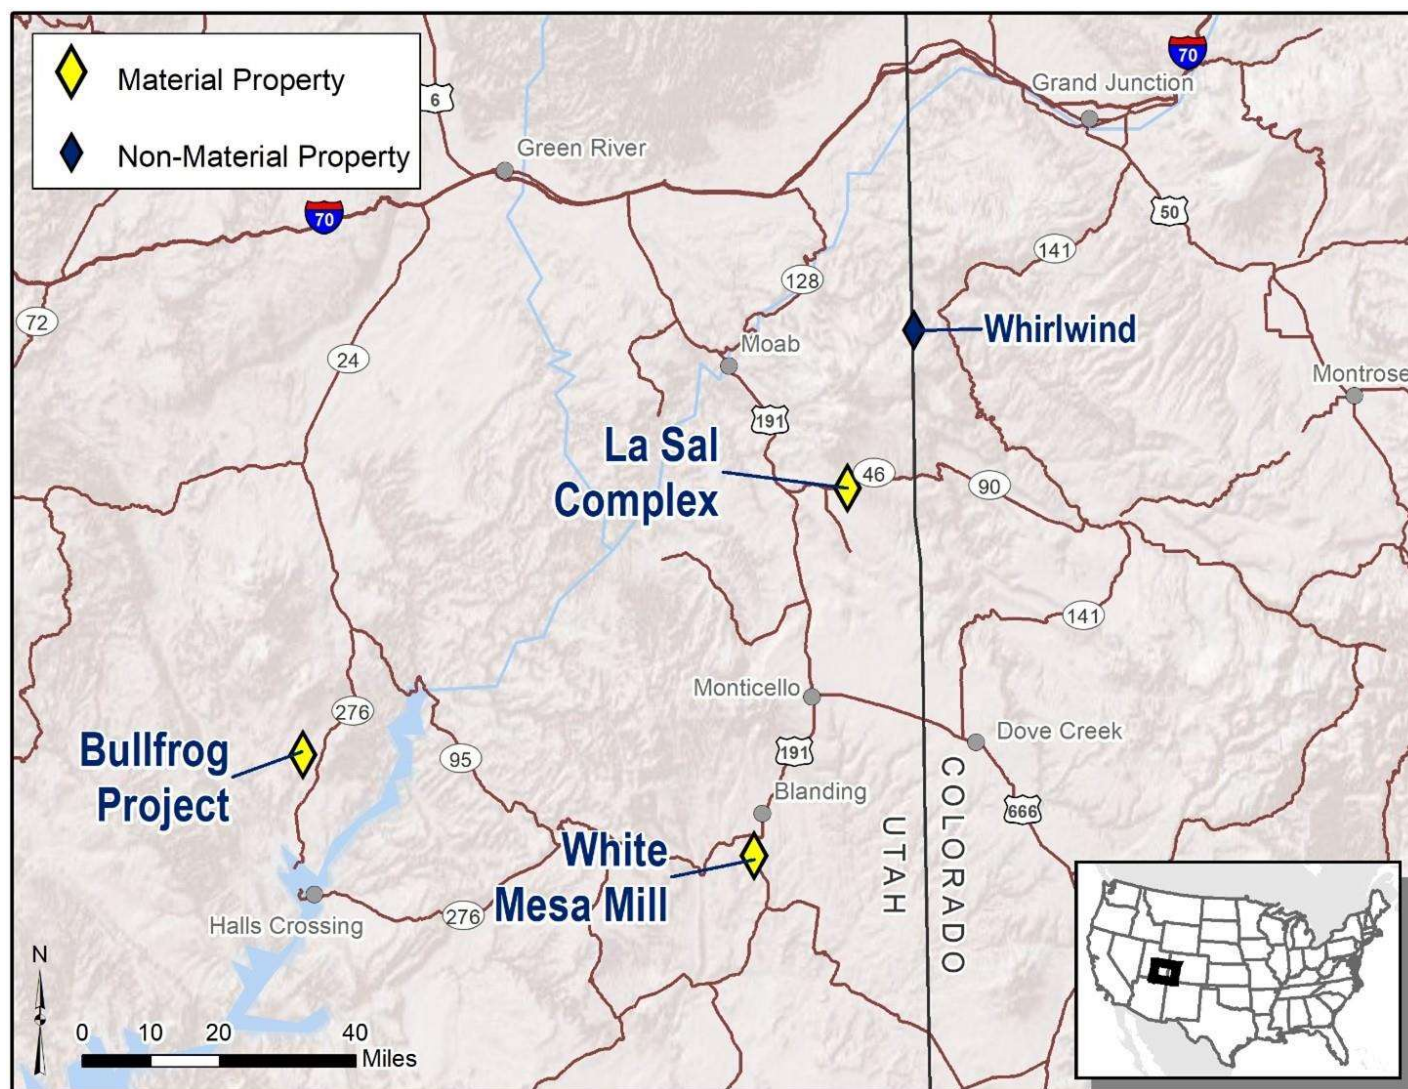 Material Property
Non-Material Property
70
Grand Junction
6
Green River
70
50
141
128
72
24
Moab
Whirlwind
Montrose
191
La Sal
Complex
46
90
141
Monticello
276
Bullfrog
Project
95
191
Dove Creek
Blanding
666
White
Mesa Mill
UTAH
COLORADO
Halls Crossing
276
N
0 10 20 40
Miles